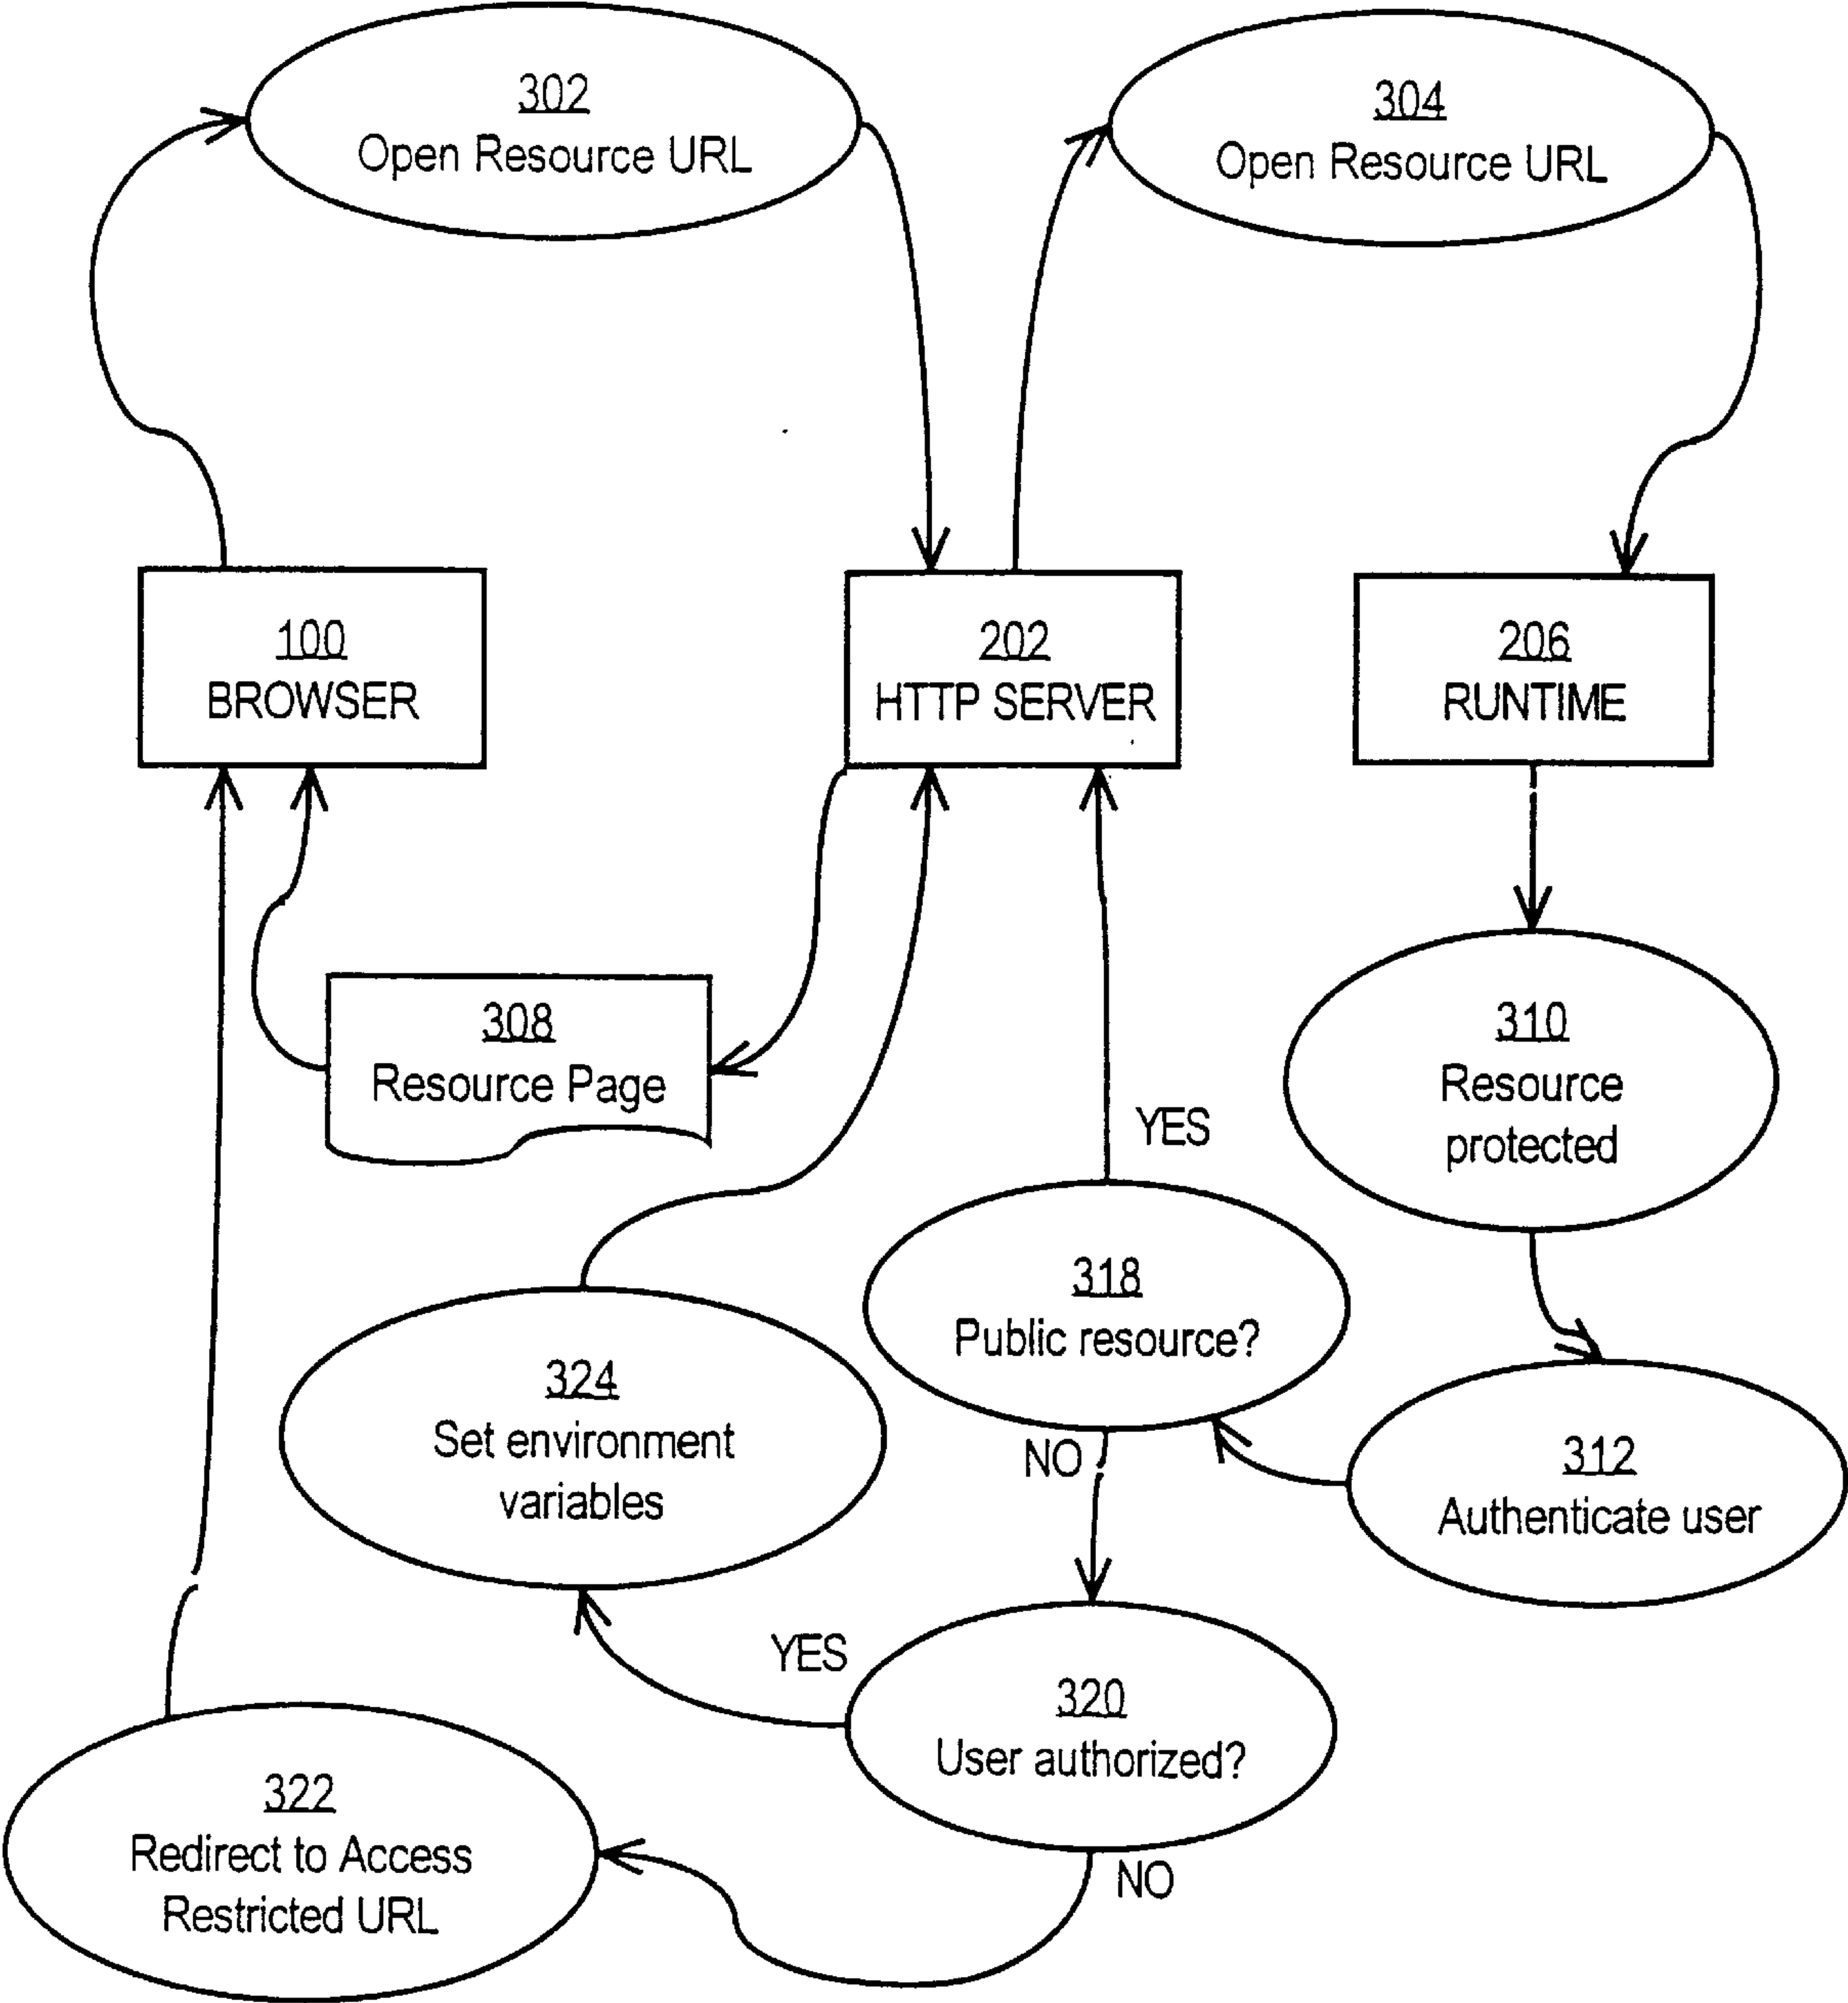 302
Open Resource URL
304
Open Resource URL
100
BROWSER
202
HTTP SERVER
206
RUNTIME
308
Resource Page
310
Resource
protected
YES
318
Public resource?
NO
324
Set environment
variables
312
Authenticate user
YES
320
User authorized?
NO
322
Redirect to Access
Restricted URL